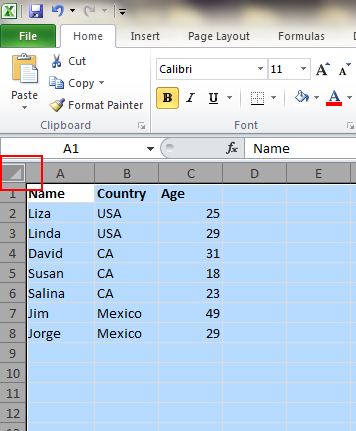 File Home Insert Page Layout Formulas
Paste
Cut
Copy
Format Painter
Clipboard
Calibri 11 A A
B I U A
Font
A1 fx Name
A B C D E
1 Name Country Age
2 Liza USA 25
3 Linda USA 29
4 David CA 31
5 Susan CA 18
6 Salina CA 23
7 Jim Mexico 49
8 Jorge Mexico 29
9
10
11
12